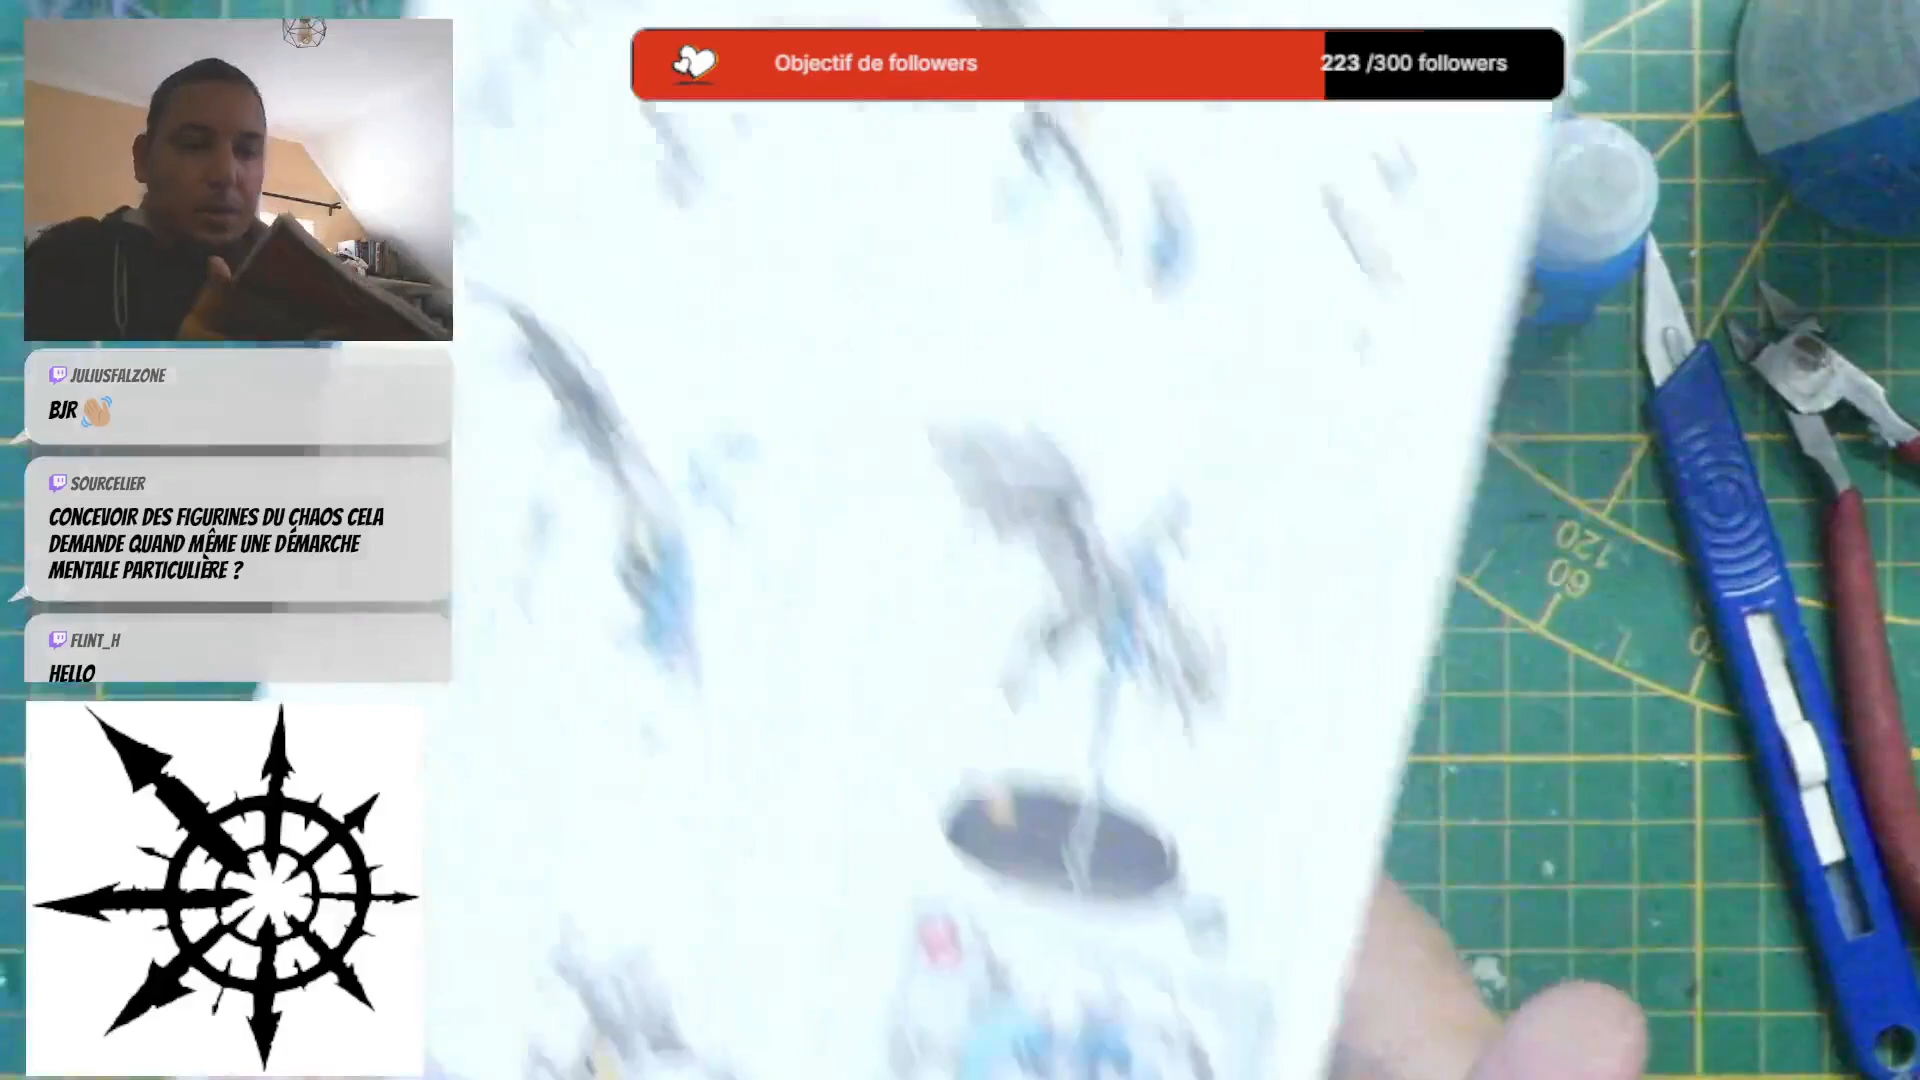 Objectif de followers
223 /300 followers
JULIUSFALZONE
BJR
SOURCELIER
CONCEVOIR DES FIGURINES DU CHAOS CELA
DEMANDE QUAND MÊME UNE DÉMARCHE
MENTALE PARTICULIÈRE ?
FLINT_H
HELLO
120
60